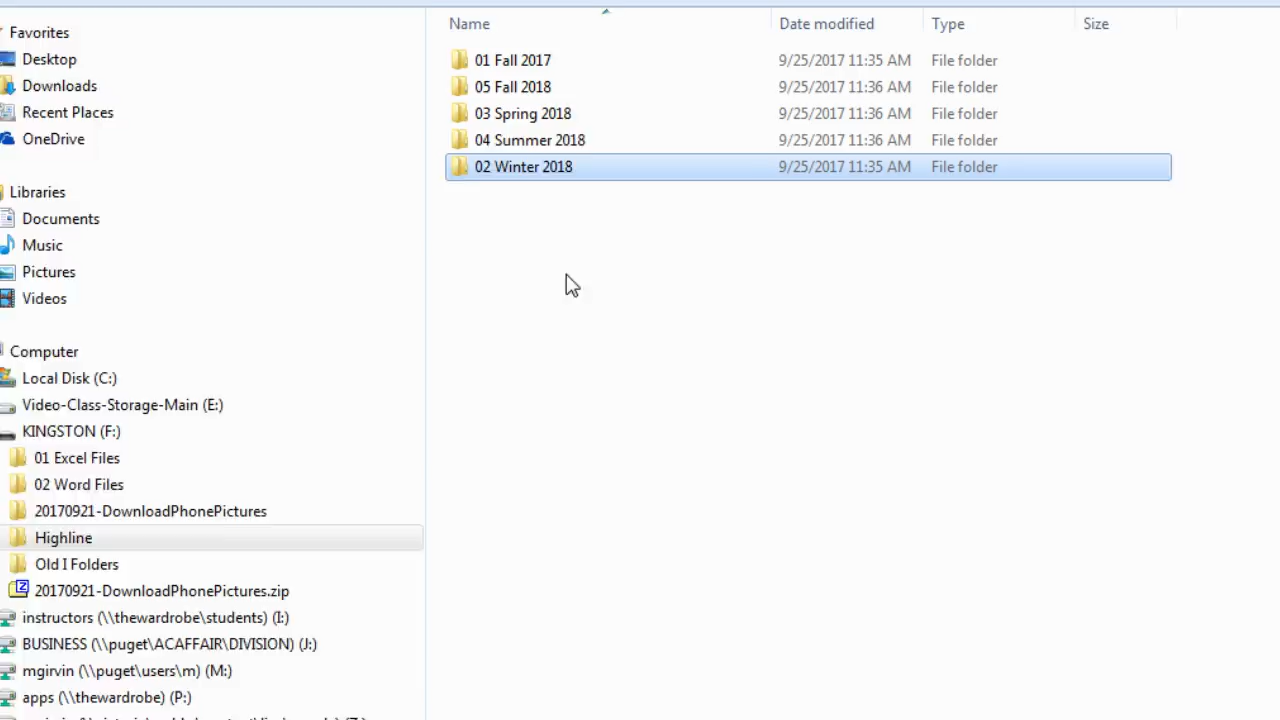 Favorites
Desktop
Downloads
Recent Places
OneDrive
Libraries
Documents
Music
Pictures
Videos
Computer
Local Disk (C:)
Video-Class-Storage-Main (E:)
KINGSTON (F:)
01 Excel Files
02 Word Files
20170921-DownloadPhonePictures
Highline
Old I Folders
20170921-DownloadPhonePictures.zip
instructors (\\thewardrobe\students) (I:)
BUSINESS (\\puget\ACAFFAIR\DIVISION) (J:)
mgirvin (\\puget\users\m) (M:)
apps (\\thewardrobe) (P:)
Name Date modified Type Size
01 Fall 2017 9/25/2017 11:35 AM File folder
05 Fall 2018 9/25/2017 11:36 AM File folder
03 Spring 2018 9/25/2017 11:36 AM File folder
04 Summer 2018 9/25/2017 11:36 AM File folder
02 Winter 2018 9/25/2017 11:35 AM File folder